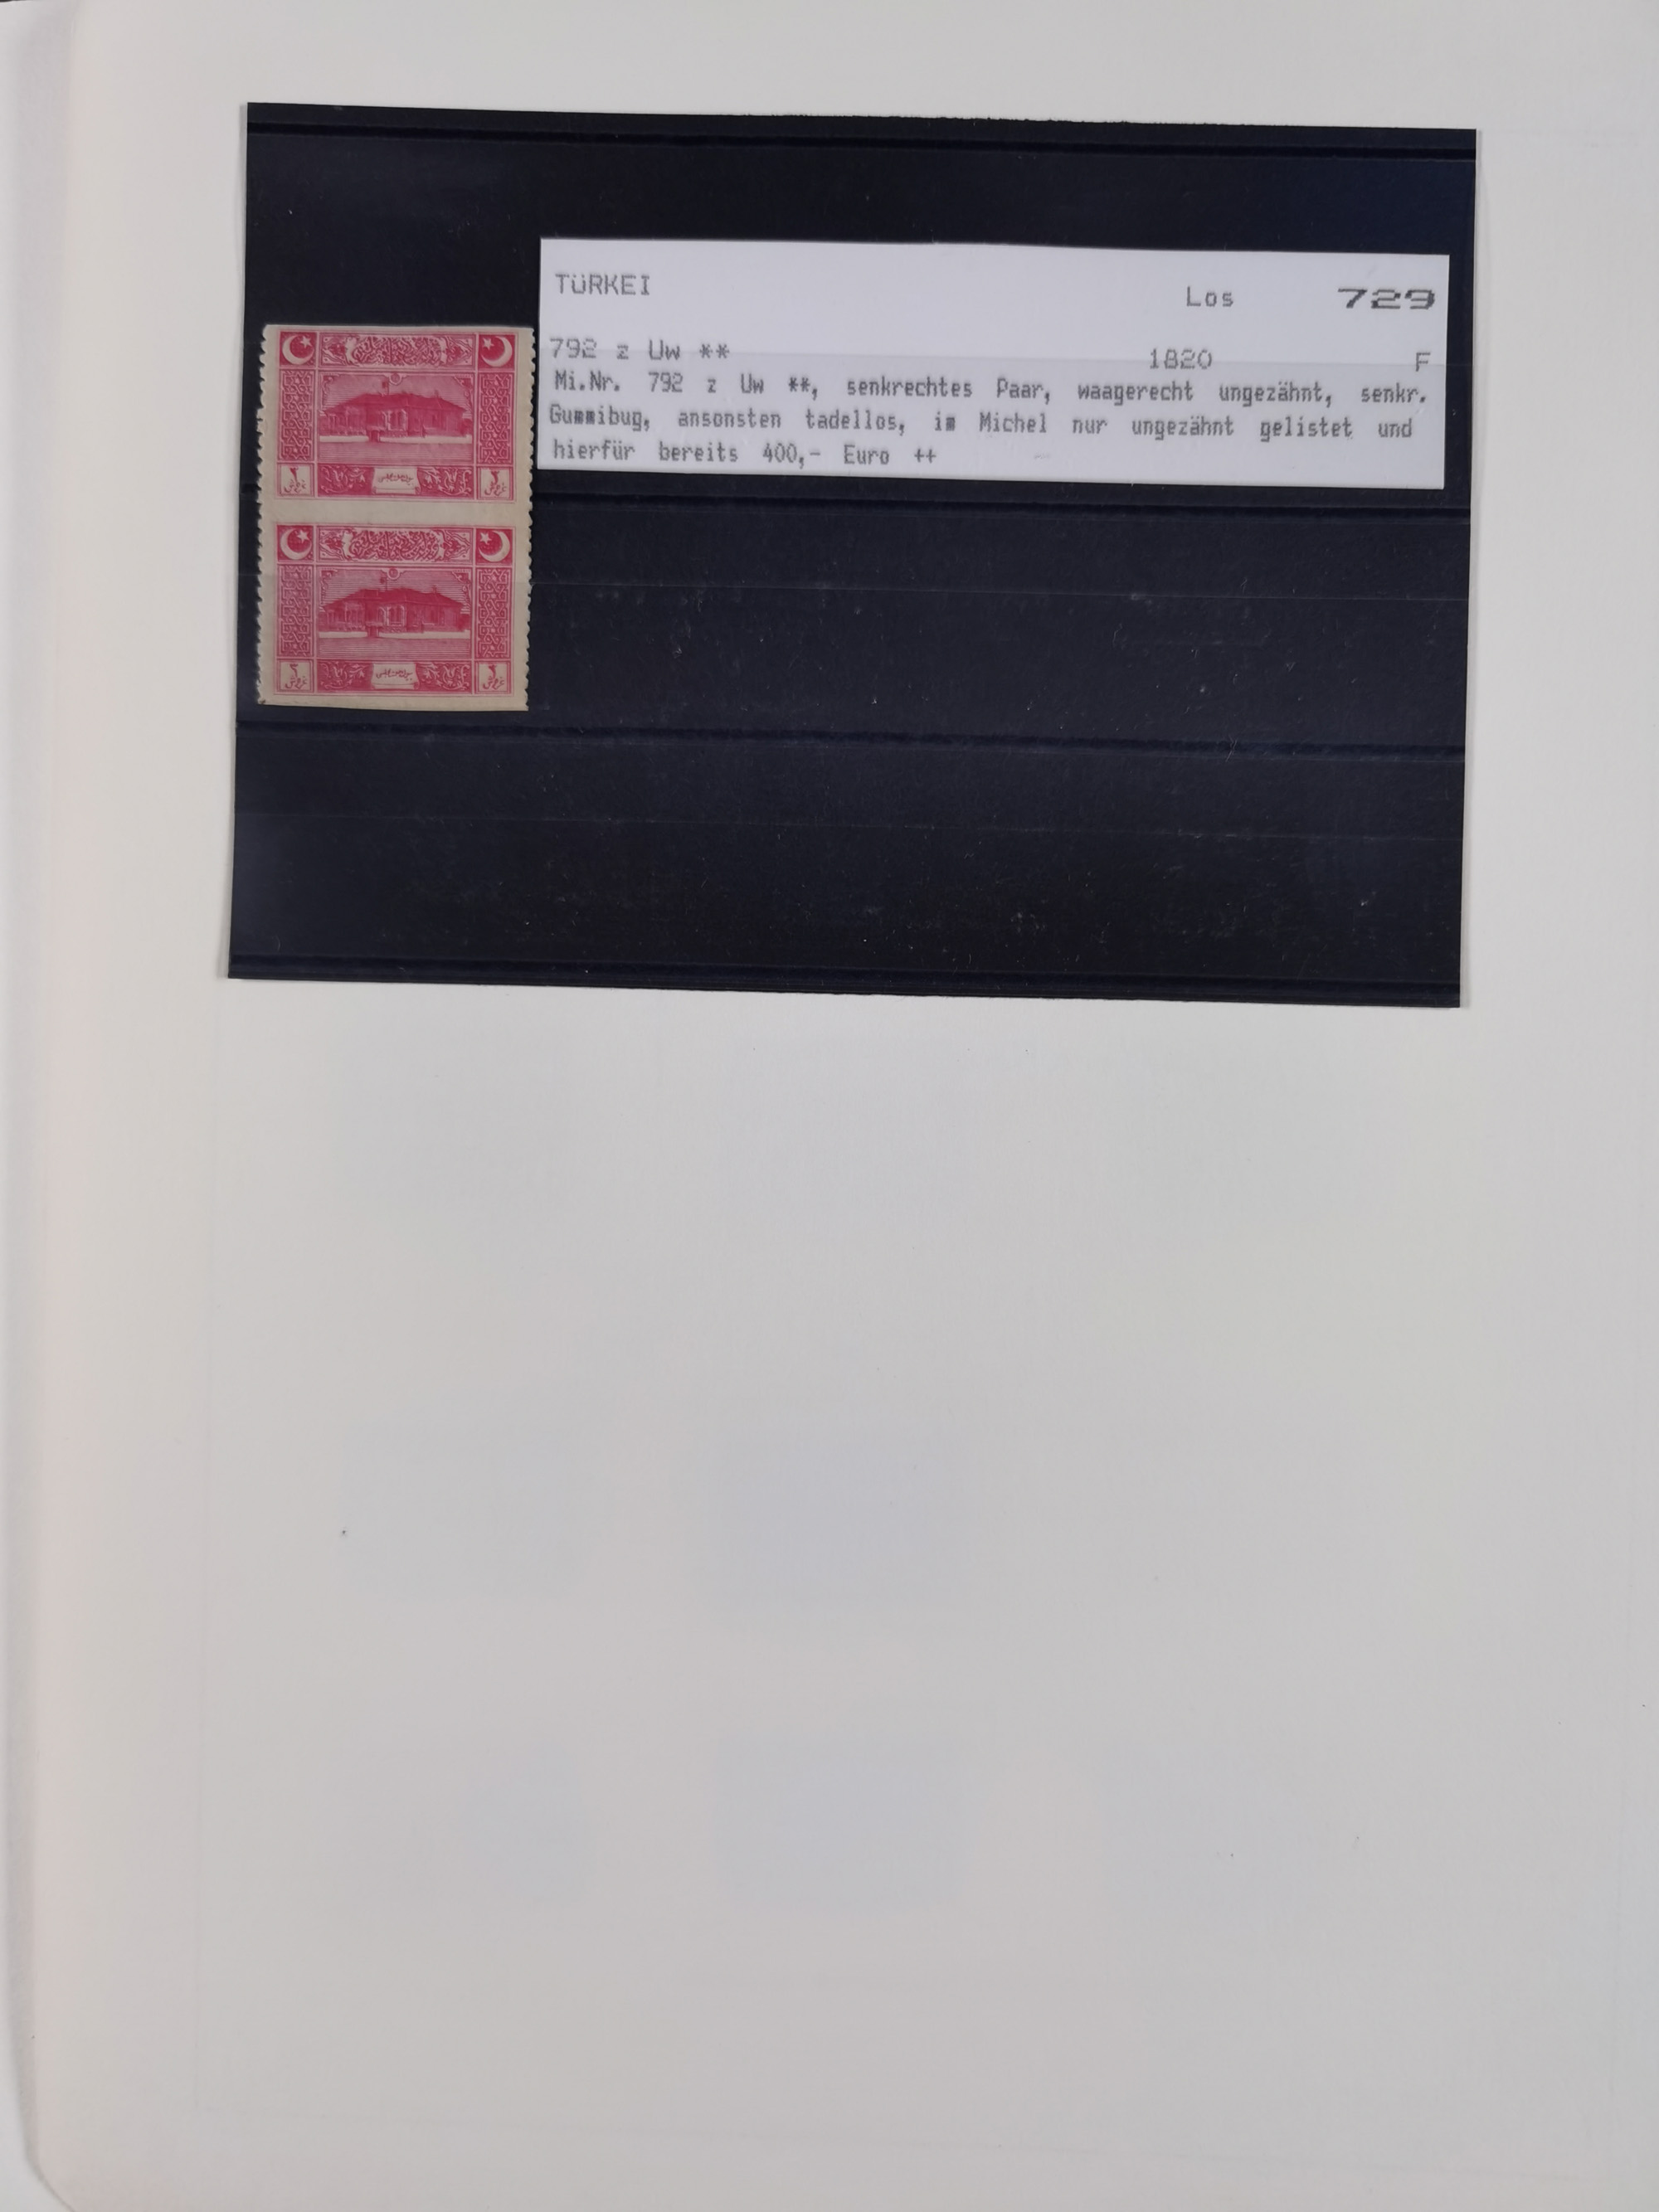 TÜRKEI
Los 729
792 z Uw ** 1820 F
Mi.Nr. 792 z Uw **, senkrechtes Paar, waagerecht ungezähnt, senkr.
Gummibug, ansonsten tadellos, im Michel nur ungezähnt gelistet und
hierfür bereits 400,- Euro ++